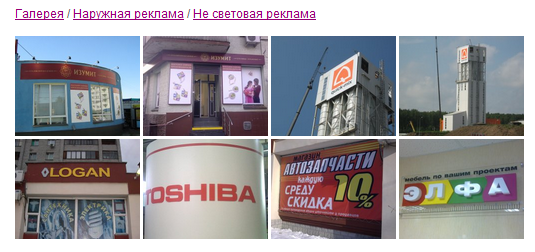 Галерея / Наружная реклама / Не световая реклама
ИЗУМИТ
LOGAN
TOSHIBA
МАГАЗИН
АВТОЗАПЧАСТИ
КАЖДУЮ
СРЕДУ
СКИДКА
10%
мебель по вашим проектам
ЭЛФА